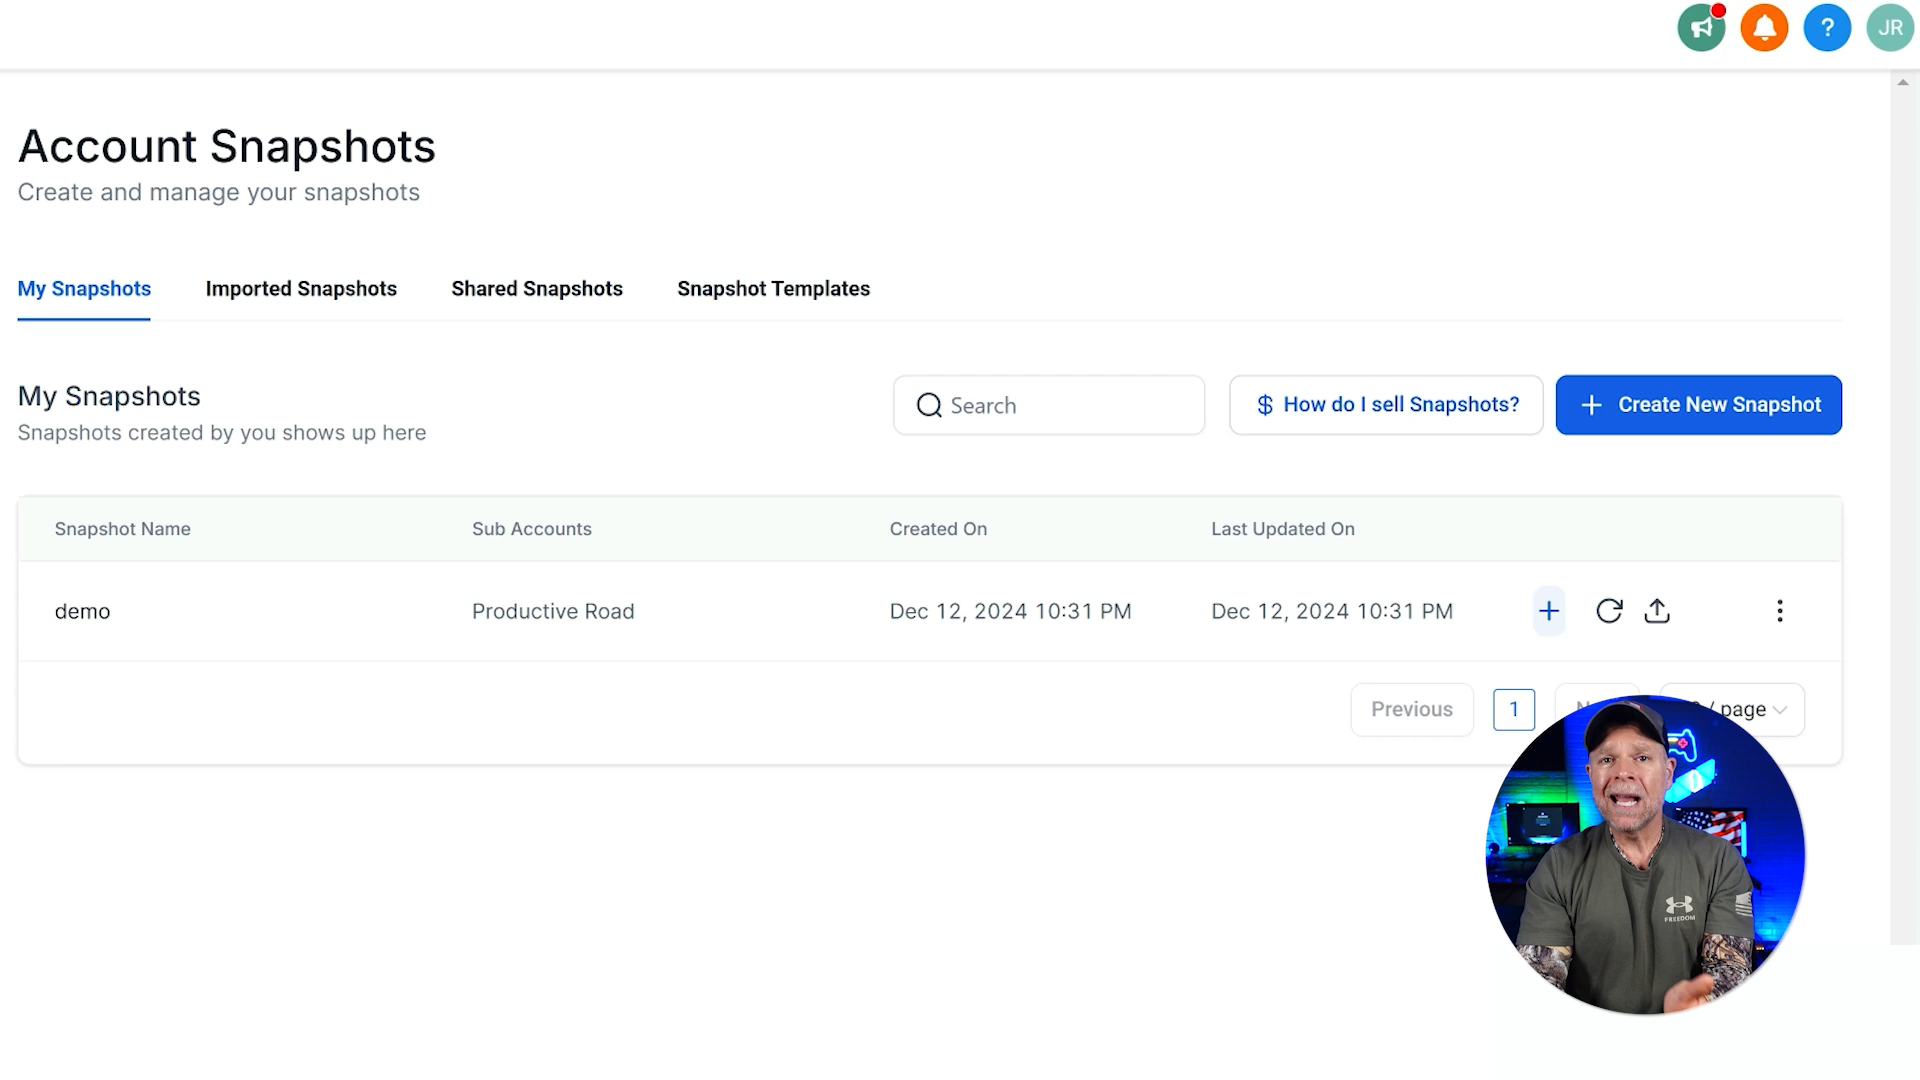 ? JR
Account Snapshots
Create and manage your snapshots
My Snapshots Imported Snapshots Shared Snapshots Snapshot Templates
My Snapshots
Snapshots created by you shows up here
Search
$ How do I sell Snapshots?
+ Create New Snapshot
Snapshot Name Sub Accounts Created On Last Updated On
demo Productive Road Dec 12, 2024 10:31 PM Dec 12, 2024 10:31 PM
Previous 1 / page
FREEDOM